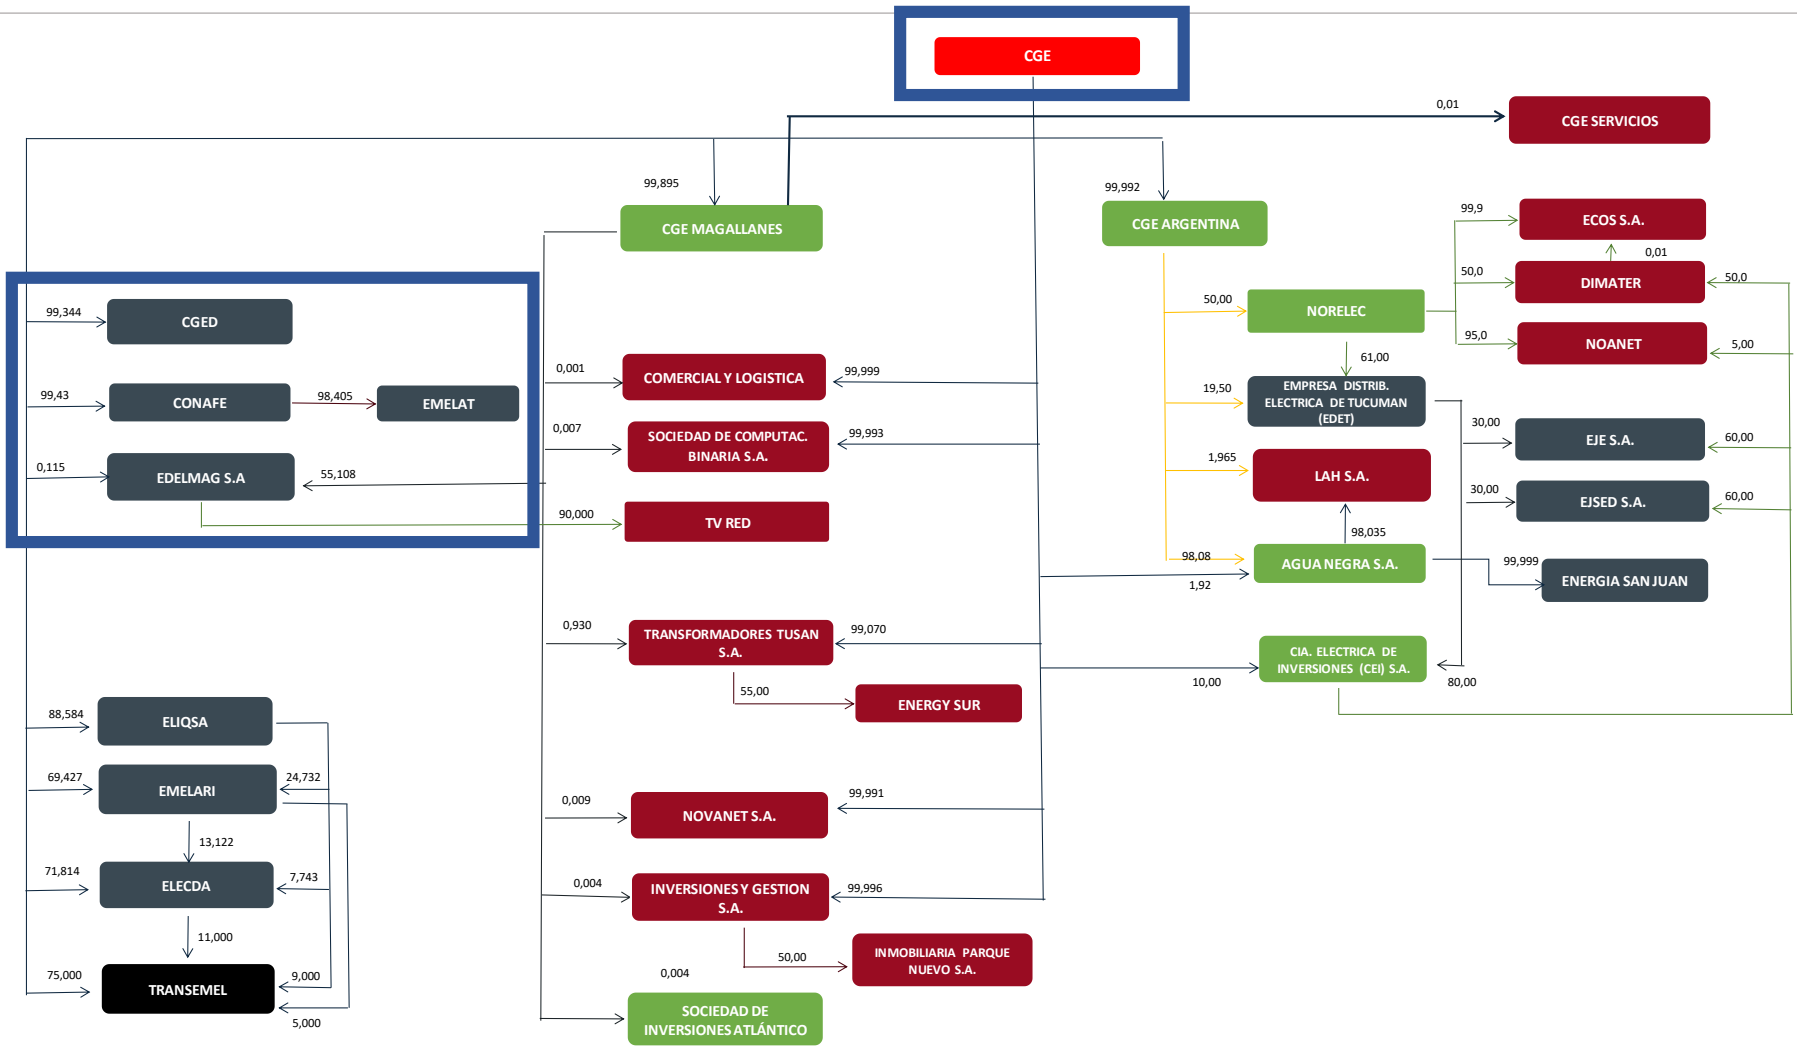 CGE
0,01
CGE SERVICIOS
99,895
CGE MAGALLANES
99,992
CGE ARGENTINA
99,9
ECOS S.A.
0,01
50,0
DIMATER
50,0
50,00
NORELEC
95,0
NOANET
5,00
61,00
99,344
CGED
99,43
CONAFE
98,405
EMELAT
0,115
EDELMAG S.A
55,108
0,001
COMERCIAL Y LOGISTICA
99,999
0,007
SOCIEDAD DE COMPUTAC.
BINARIA S.A.
99,993
90,000
TV RED
19,50
EMPRESA DISTRIB.
ELECTRICA DE TUCUMAN
(EDET)
30,00
EJE S.A.
60,00
1,965
LAH S.A.
30,00
EJSED S.A.
60,00
98,035
98,08
AGUA NEGRA S.A.
1,92
99,999
ENERGIA SAN JUAN
0,930
TRANSFORMADORES TUSAN
S.A.
99,070
55,00
ENERGY SUR
10,00
CIA. ELECTRICA DE
INVERSIONES (CEI) S.A.
80,00
88,584
ELIQSA
69,427
EMELARI
24,732
13,122
71,814
ELECDA
7,743
11,000
75,000
TRANSEMEL
9,000
5,000
0,009
NOVANET S.A.
99,991
0,004
INVERSIONES Y GESTION
S.A.
99,996
50,00
INMOBILIARIA PARQUE
NUEVO S.A.
0,004
SOCIEDAD DE
INVERSIONES ATLÁNTICO